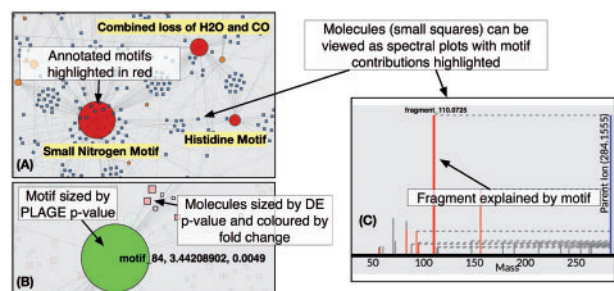 Combined loss of H2O and CO
Annotated motifs
highlighted in red
Small Nitrogen Motif
Histidine Motif
(A)
Molecules (small squares) can be
viewed as spectral plots with motif
contributions highlighted
Motif sized by
PLAGE p-value
Molecules sized by DE
p-value and coloured by
fold change
motif_84, 3.44208902, 0.0049
(B)
fragment_110.0725
Parent Ion (284.1555)
Fragment explained by motif
(C)
50
100
150
200
250
Mass